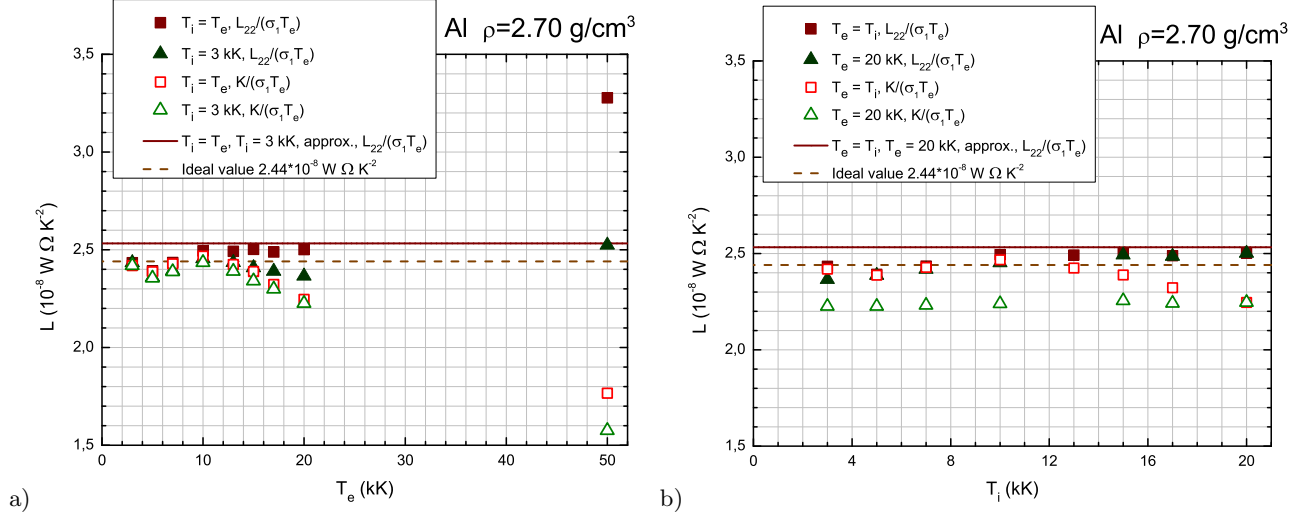 Al ρ=2.70 g/cm³
Tᵢ = Tₑ, L₂₂/(σ₁Tₑ)
Tᵢ = 3 kK, L₂₂/(σ₁Tₑ)
Tᵢ = Tₑ, K/(σ₁Tₑ)
Tᵢ = 3 kK, K/(σ₁Tₑ)
Tᵢ = Tₑ, Tᵢ = 3 kK, approx., L₂₂/(σ₁Tₑ)
Ideal value 2.44*10⁻⁸ W Ω K⁻²
3,5
3,0
2,5
2,0
1,5
L (10⁻⁸ W Ω K⁻²)
0 10 20 30 40 50
Tₑ (kK)
a)
Al ρ=2.70 g/cm³
Tₑ = Tᵢ, L₂₂/(σ₁Tₑ)
Tₑ = 20 kK, L₂₂/(σ₁Tₑ)
Tₑ = Tᵢ, K/(σ₁Tₑ)
Tₑ = 20 kK, K/(σ₁Tₑ)
Tₑ = Tᵢ, Tₑ = 20 kK, approx., L₂₂/(σ₁Tₑ)
Ideal value 2.44*10⁻⁸ W Ω K⁻²
3,5
3,0
2,5
2,0
1,5
L (10⁻⁸ W Ω K⁻²)
0 4 8 12 16 20
Tᵢ (kK)
b)